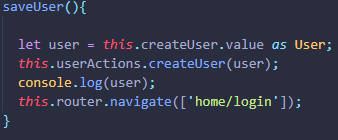 saveUser(){
let user = this.createUser.value as User;
this.userActions.createUser(user);
console.log(user);
this.router.navigate(['home/login']);
}